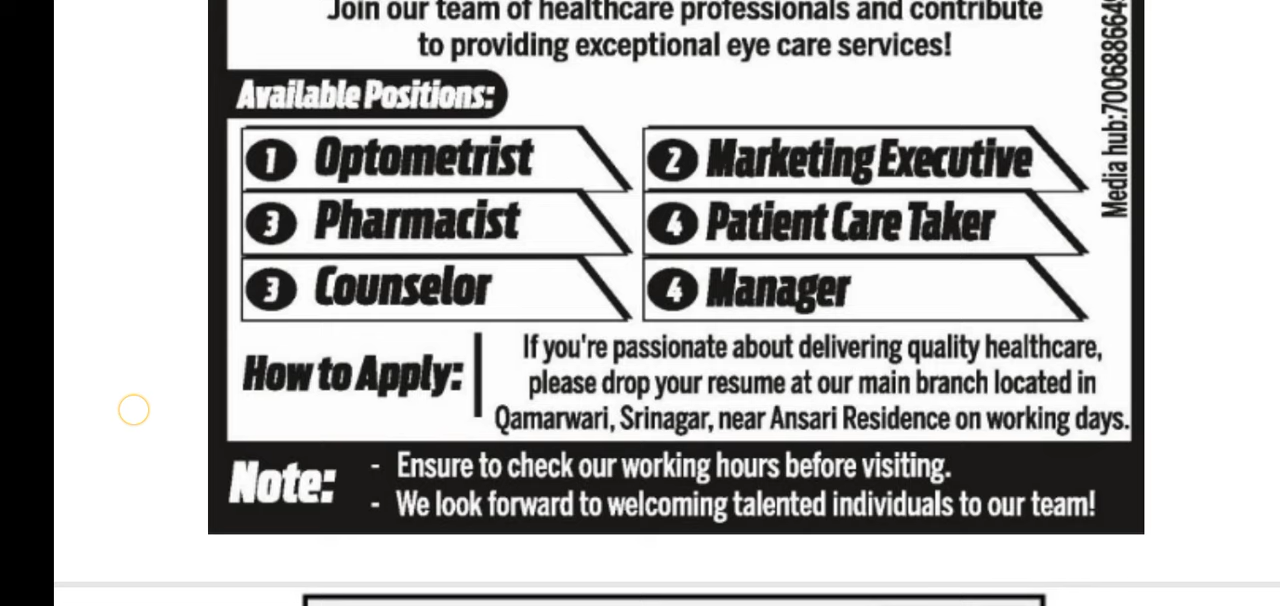 Join our team of healthcare professionals and contribute
to providing exceptional eye care services!
Available Positions:
1 Optometrist
2 Marketing Executive
3 Pharmacist
4 Patient Care Taker
3 Counselor
4 Manager
How to Apply:
If you're passionate about delivering quality healthcare,
please drop your resume at our main branch located in
Qamarwari, Srinagar, near Ansari Residence on working days.
Note:
- Ensure to check our working hours before visiting.
- We look forward to welcoming talented individuals to our team!
Media hub:700688664